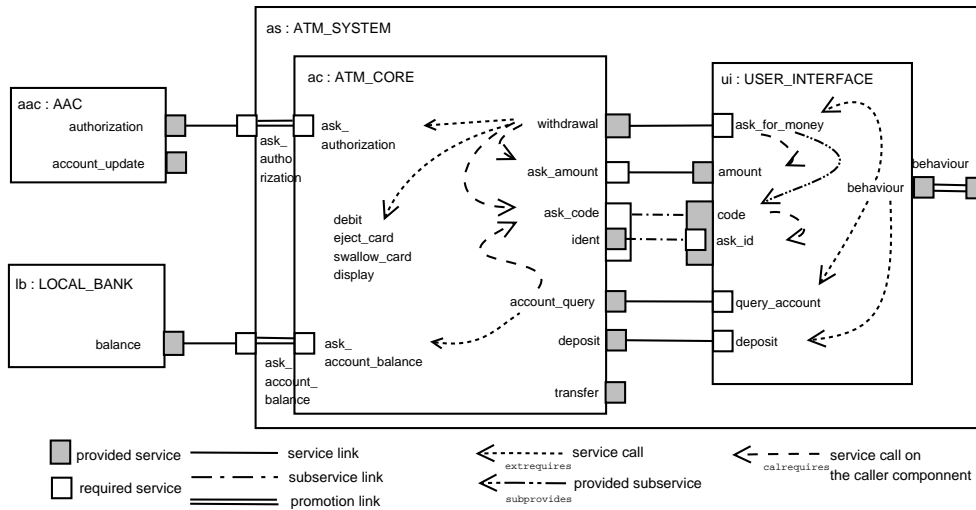 as : ATM_SYSTEM
ac : ATM_CORE
ui : USER_INTERFACE
aac : AAC
authorization
account_update
ask_
autho
rization
ask_
authorization
withdrawal
ask_for_money
ask_amount
amount
behaviour
behaviour
ask_code
code
ident
ask_id
debit
eject_card
swallow_card
display
lb : LOCAL_BANK
balance
ask_
account_
balance
ask_
account_balance
account_query
query_account
deposit
deposit
transfer
provided service
required service
service link
subservice link
promotion link
service call
extrequires
provided subservice
subprovides
service call on
the caller componnent
calrequires